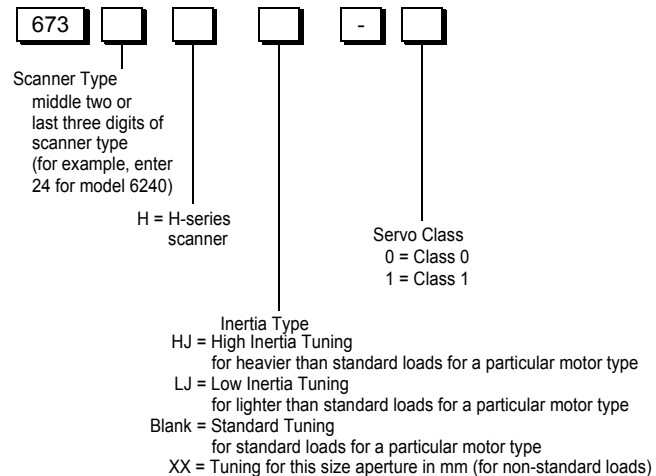 673
-
Scanner Type
middle two or
last three digits of
scanner type
(for example, enter
24 for model 6240)
H = H-series
scanner
Servo Class
0 = Class 0
1 = Class 1
Inertia Type
HJ = High Inertia Tuning
for heavier than standard loads for a particular motor type
LJ = Low Inertia Tuning
for lighter than standard loads for a particular motor type
Blank = Standard Tuning
for standard loads for a particular motor type
XX = Tuning for this size aperture in mm (for non-standard loads)